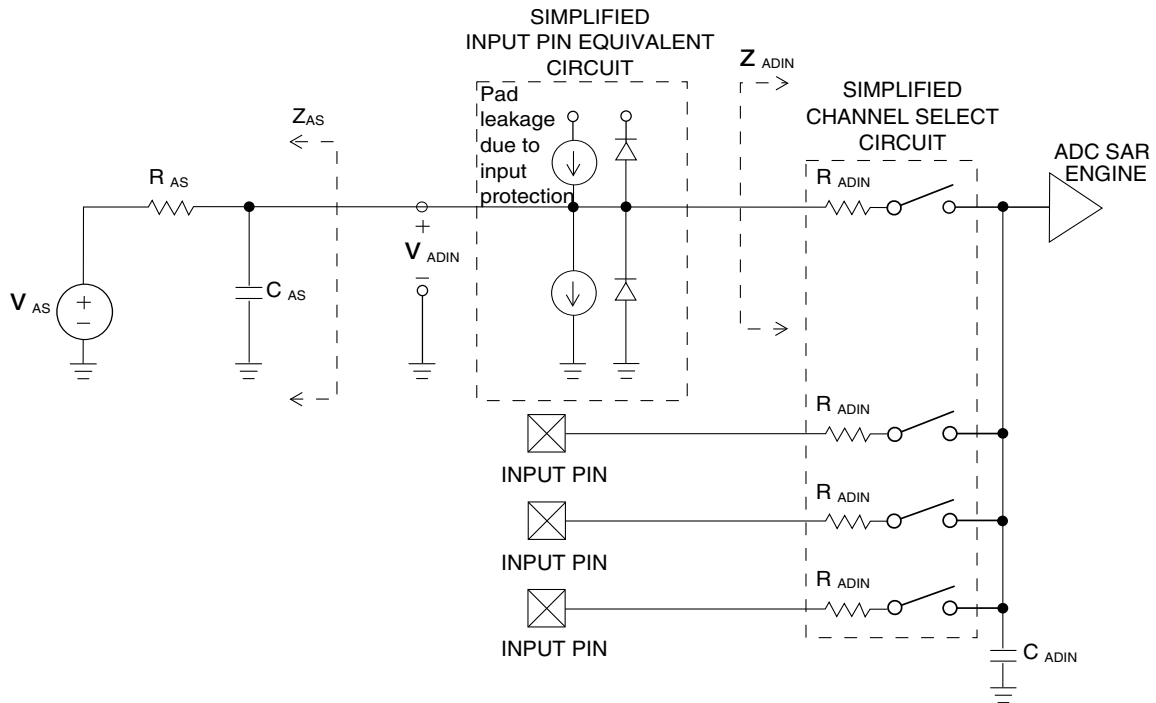 SIMPLIFIED
INPUT PIN EQUIVALENT
CIRCUIT
Pad
leakage
due to
input
protection
Z ADIN
SIMPLIFIED
CHANNEL SELECT
CIRCUIT
ADC SAR
ENGINE
ZAS
R AS
R ADIN
+
V ADIN
–
V AS
+
–
C AS
R ADIN
INPUT PIN
R ADIN
INPUT PIN
R ADIN
INPUT PIN
C ADIN